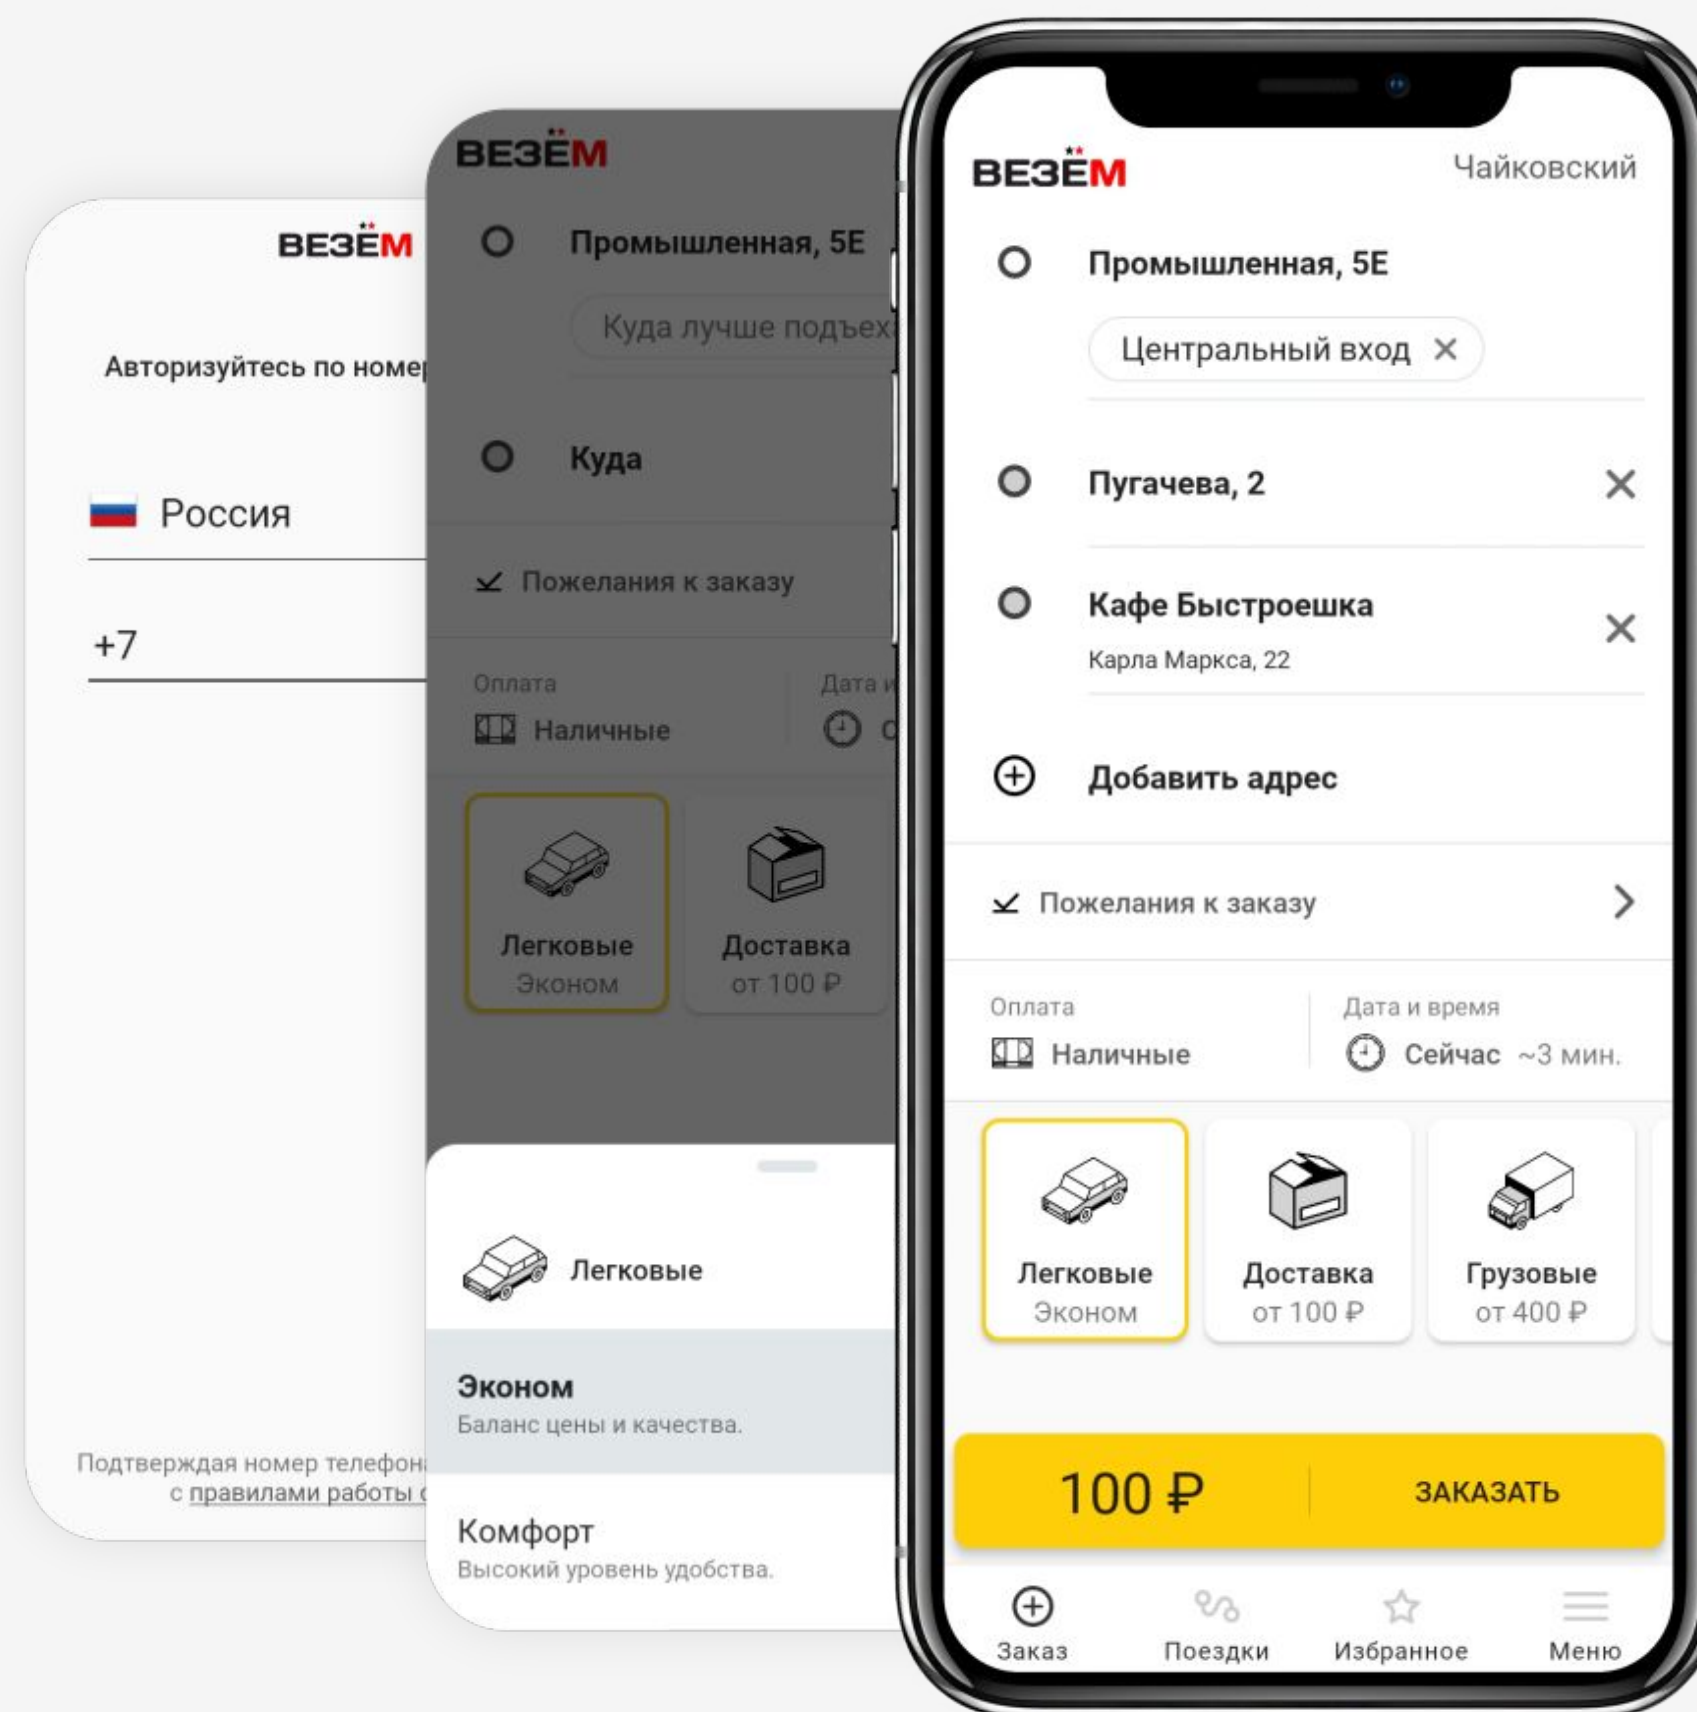 ВЕЗЁМ
Авторизуйтесь по номе
Россия
+7
Подтверждая номер телефон
с правилами работы с
ВЕЗЁМ
Промышленная, 5Е
Куда лучше подъех
Куда
Пожелания к заказу
Оплата
Дата и
Наличные
С
Легковые
Эконом
Доставка
от 100 ₽
Легковые
Эконом
Баланс цены и качества.
Комфорт
Высокий уровень удобства.
ВЕЗЁМ
Чайковский
Промышленная, 5Е
Центральный вход
Пугачева, 2
Кафе Быстроешка
Карла Маркса, 22
Добавить адрес
Пожелания к заказу
Оплата
Дата и время
Наличные
Сейчас ~3 мин.
Легковые
Эконом
Доставка
от 100 ₽
Грузовые
от 400 ₽
100 ₽
ЗАКАЗАТЬ
Заказ
Поездки
Избранное
Меню